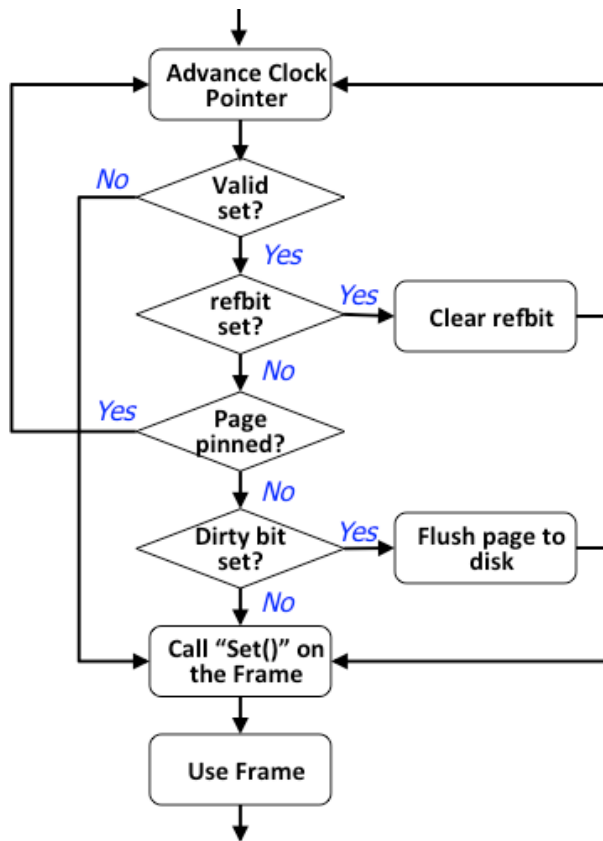 Advance Clock
Pointer
No
Valid
set?
Yes
refbit
set?
Yes
Clear refbit
No
Yes
Page
pinned?
No
Dirty bit
set?
Yes
Flush page to
disk
No
Call “Set()” on
the Frame
Use Frame